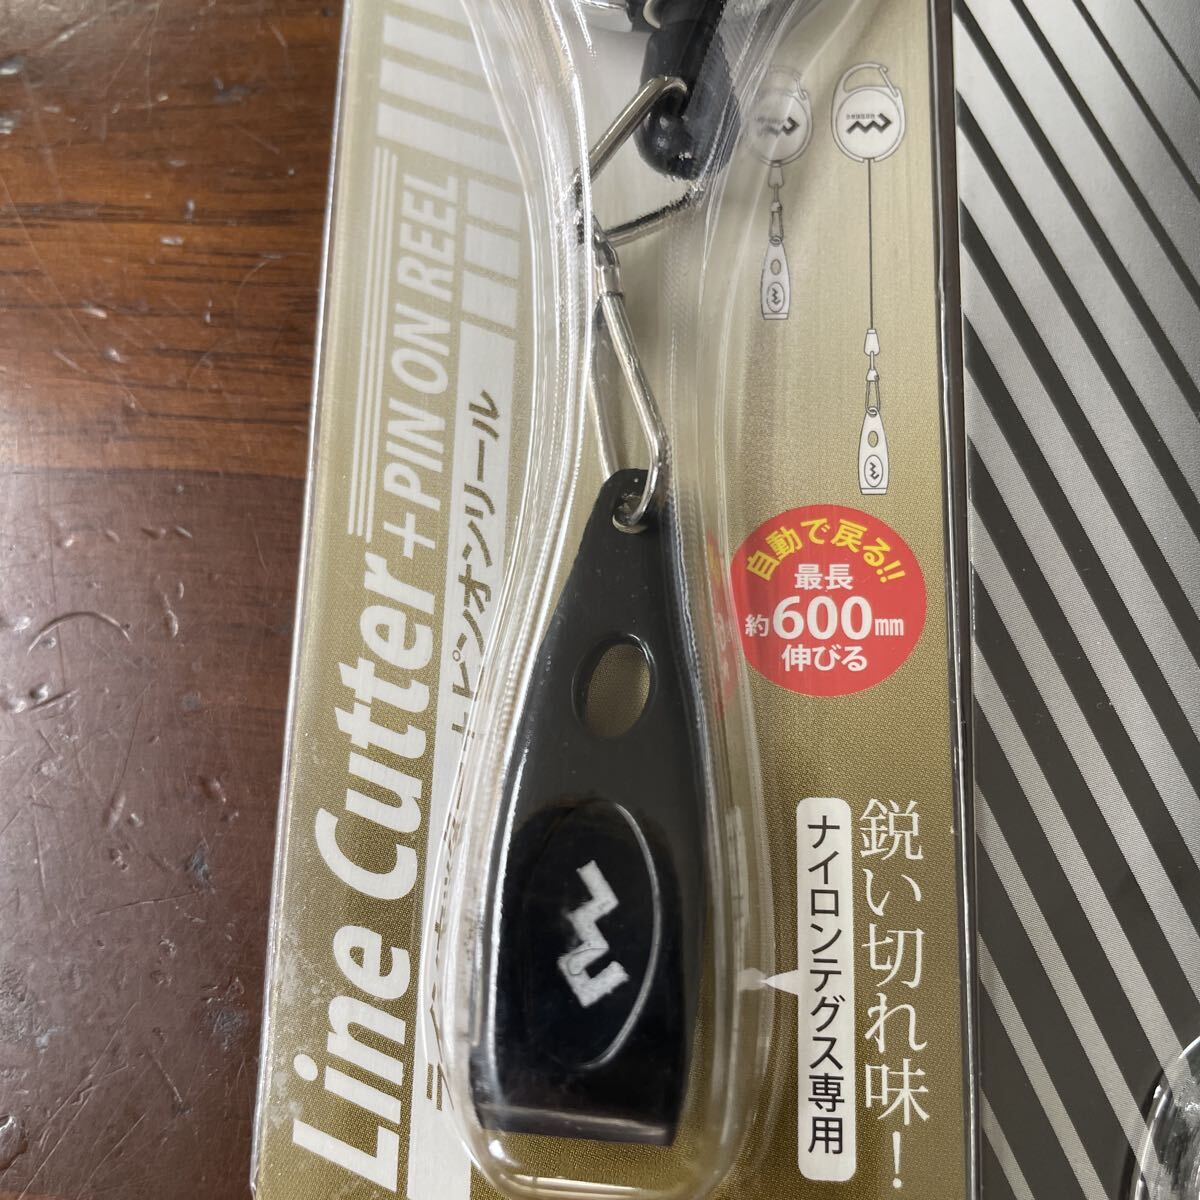 Line Cutter+PIN ON REEL
+ピンオンリール
自動で戻る!!
最長
約600mm
伸びる
鋭い切れ味!
ナイロンテグス専用